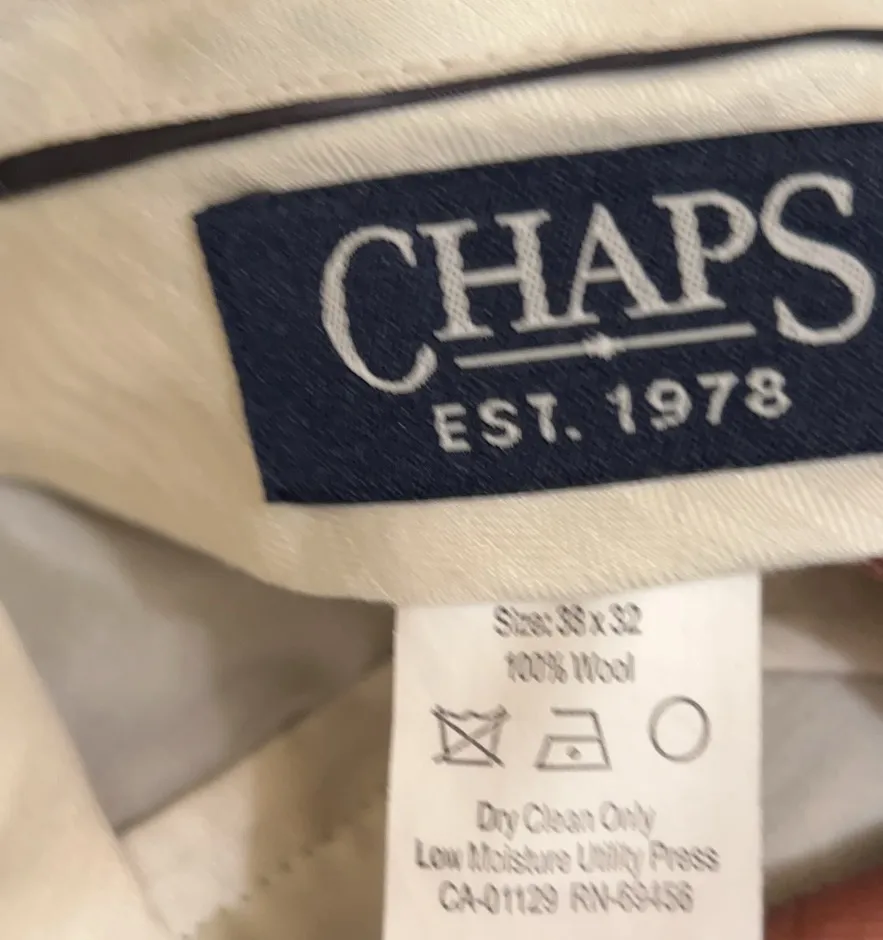 CHAPS
EST. 1978
Size: 38 x 32
100% Wool
Dry Clean Only
Low Moisture Utility Press
CA-01129 RN-69456